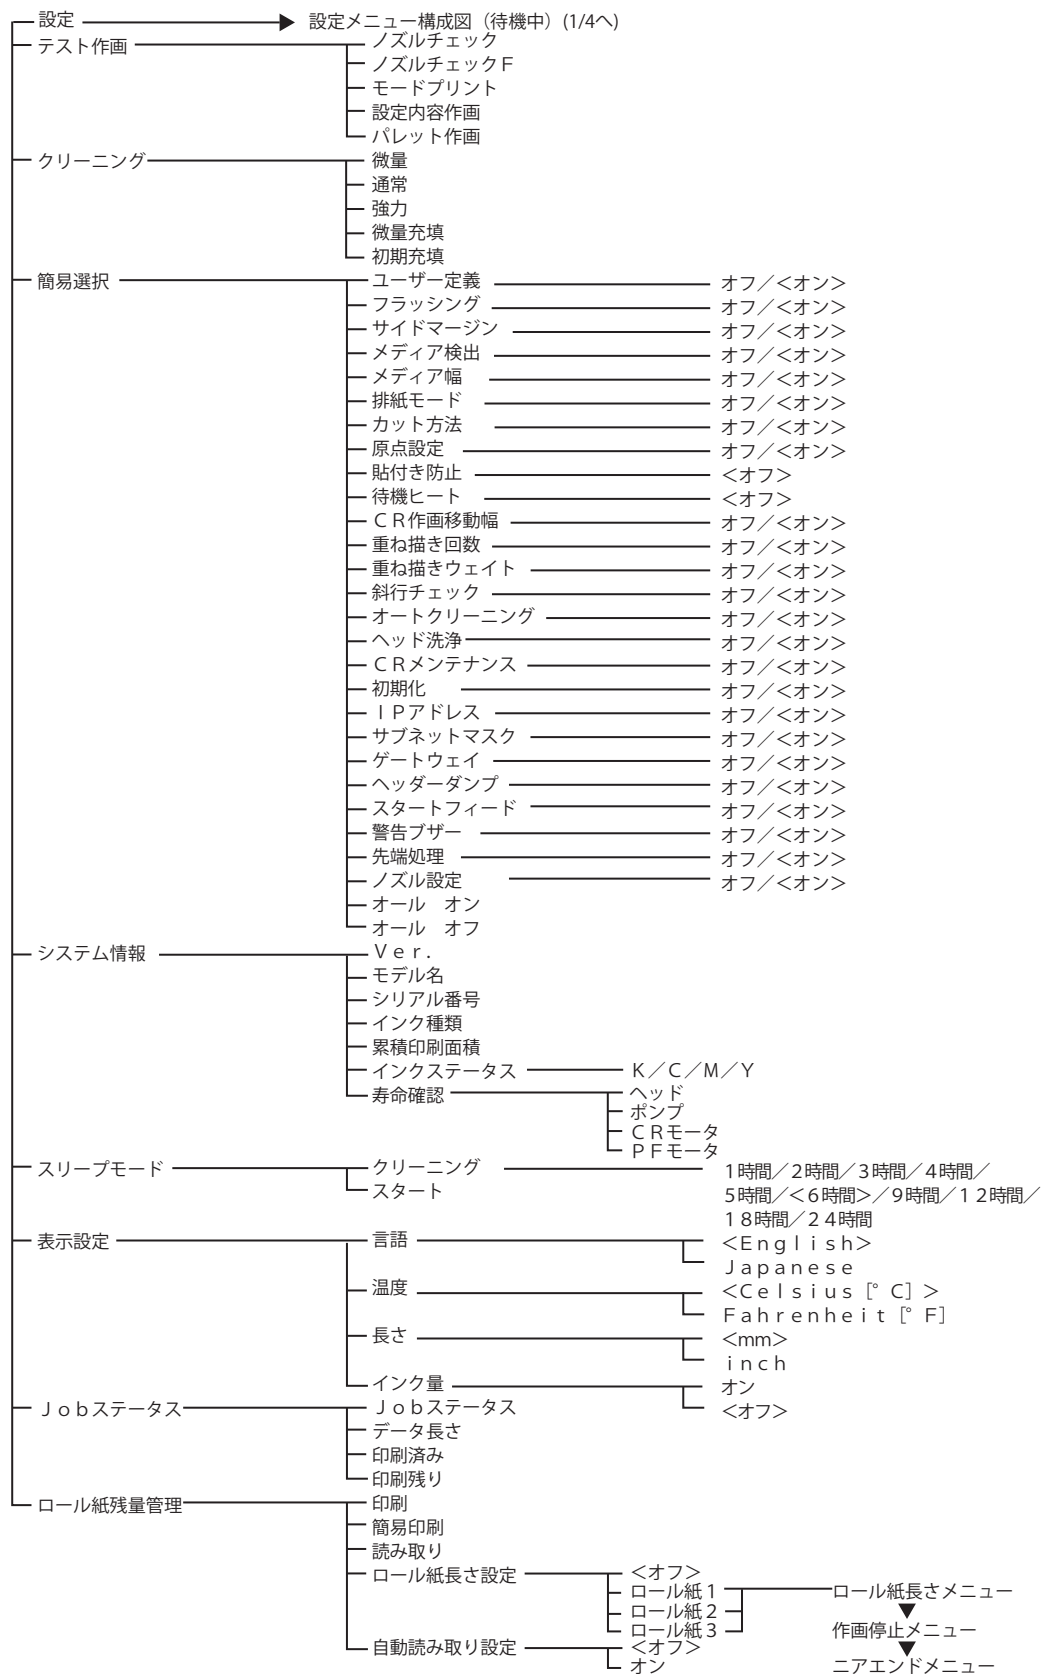 設定 設定メニュー構成図（待機中）(1/4へ)
テスト作画 ノズルチェック
ノズルチェックＦ
モードプリント
設定内容作画
パレット作画
クリーニング 微量
通常
強力
微量充填
初期充填
簡易選択 ユーザー定義 オフ／＜オン＞
フラッシング オフ／＜オン＞
サイドマージン オフ／＜オン＞
メディア検出 オフ／＜オン＞
メディア幅 オフ／＜オン＞
排紙モード オフ／＜オン＞
カット方法 オフ／＜オン＞
原点設定 オフ／＜オン＞
貼付き防止 ＜オフ＞
待機ヒート ＜オフ＞
ＣＲ作画移動幅 オフ／＜オン＞
重ね描き回数 オフ／＜オン＞
重ね描きウェイト オフ／＜オン＞
斜行チェック オフ／＜オン＞
オートクリーニング オフ／＜オン＞
ヘッド洗浄 オフ／＜オン＞
ＣＲメンテナンス オフ／＜オン＞
初期化 オフ／＜オン＞
ＩＰアドレス オフ／＜オン＞
サブネットマスク オフ／＜オン＞
ゲートウェイ オフ／＜オン＞
ヘッダーダンプ オフ／＜オン＞
スタートフィード オフ／＜オン＞
警告ブザー オフ／＜オン＞
先端処理 オフ／＜オン＞
ノズル設定 オフ／＜オン＞
オール　オン
オール　オフ
システム情報 Ｖｅｒ．
モデル名
シリアル番号
インク種類
累積印刷面積
インクステータス Ｋ／Ｃ／Ｍ／Ｙ
寿命確認 ヘッド
ポンプ
ＣＲモータ
ＰＦモータ
スリープモード クリーニング １時間／２時間／３時間／４時間／
スタート ５時間／＜６時間＞／９時間／１２時間／
１８時間／２４時間
表示設定 言語 ＜Ｅｎｇｌｉｓｈ＞
Ｊａｐａｎｅｓｅ
温度 ＜Ｃｅｌｓｉｕｓ［°Ｃ］＞
Ｆａｈｒｅｎｈｅｉｔ［°Ｆ］
長さ ＜mm＞
ｉｎｃｈ
インク量 オン
＜オフ＞
Ｊｏｂステータス Ｊｏｂステータス
データ長さ
印刷済み
印刷残り
ロール紙残量管理 印刷
簡易印刷
読み取り
ロール紙長さ設定 ＜オフ＞
ロール紙１ ロール紙長さメニュー
ロール紙２
ロール紙３ 作画停止メニュー
自動読み取り設定 ＜オフ＞
オン ニアエンドメニュー